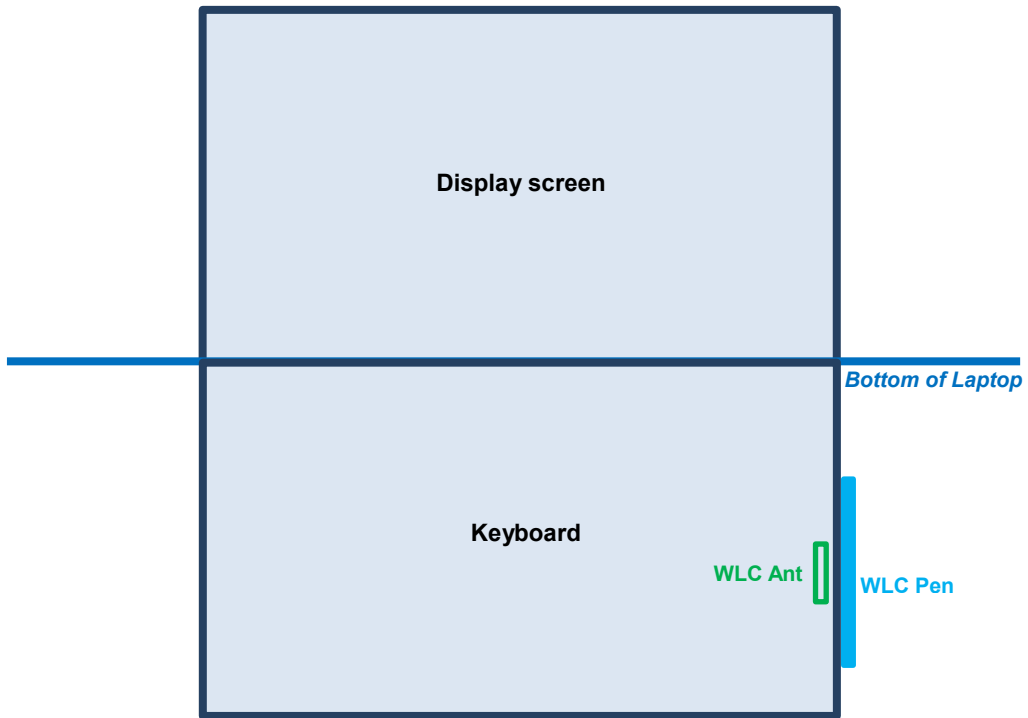 Display screen
Bottom of Laptop
Keyboard
WLC Ant
WLC Pen